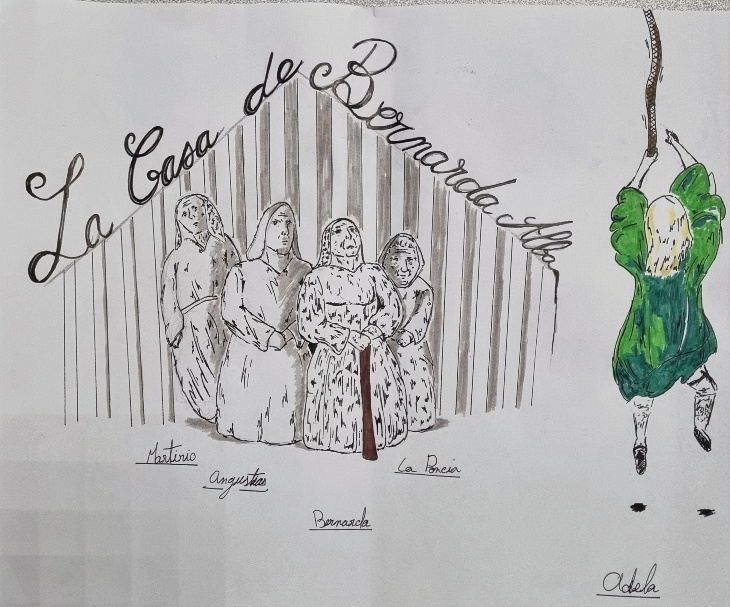 La Casa de Bernarda Alba
Martirio
Angustias
La Poncia
Bernarda
Adela